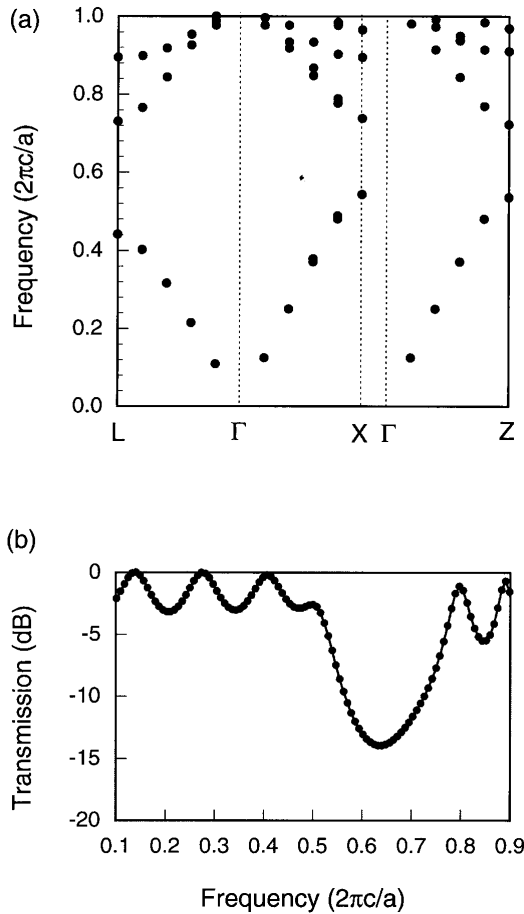 (a)
1.0
0.8
0.6
0.4
0.2
0.0
Frequency (2πc/a)
L Γ X Γ Z
(b)
0
-5
-10
-15
-20
Transmission (dB)
0.1 0.2 0.3 0.4 0.5 0.6 0.7 0.8 0.9
Frequency (2πc/a)